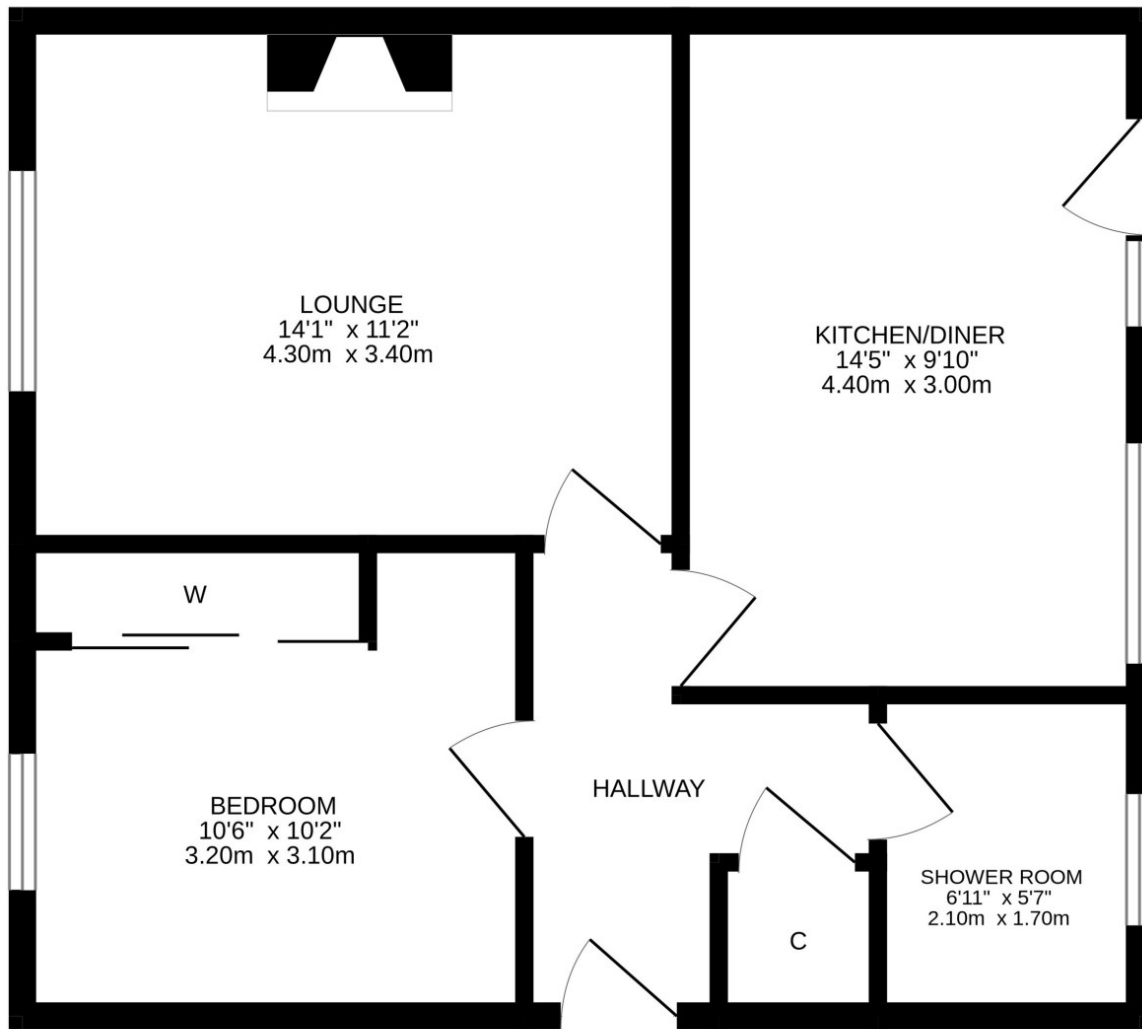 LOUNGE
14'1" x 11'2"
4.30m x 3.40m
KITCHEN/DINER
14'5" x 9'10"
4.40m x 3.00m
W
BEDROOM
10'6" x 10'2"
3.20m x 3.10m
HALLWAY
SHOWER ROOM
6'11" x 5'7"
2.10m x 1.70m
C